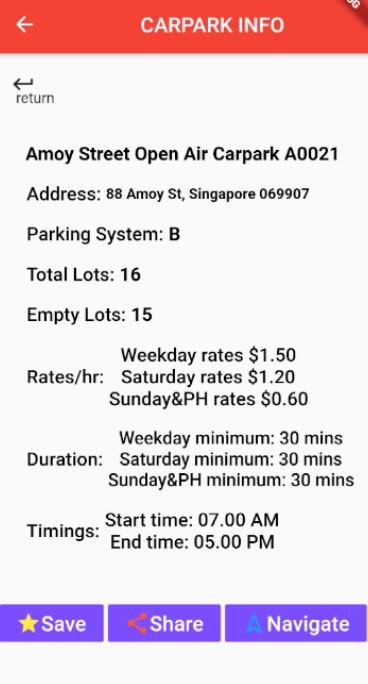 CARPARK INFO
return
Amoy Street Open Air Carpark A0021
Address: 88 Amoy St, Singapore 069907
Parking System: B
Total Lots: 16
Empty Lots: 15
Weekday rates $1.50
Rates/hr: Saturday rates $1.20
Sunday&PH rates $0.60
Weekday minimum: 30 mins
Duration: Saturday minimum: 30 mins
Sunday&PH minimum: 30 mins
Timings: Start time: 07.00 AM
End time: 05.00 PM
Save Share Navigate